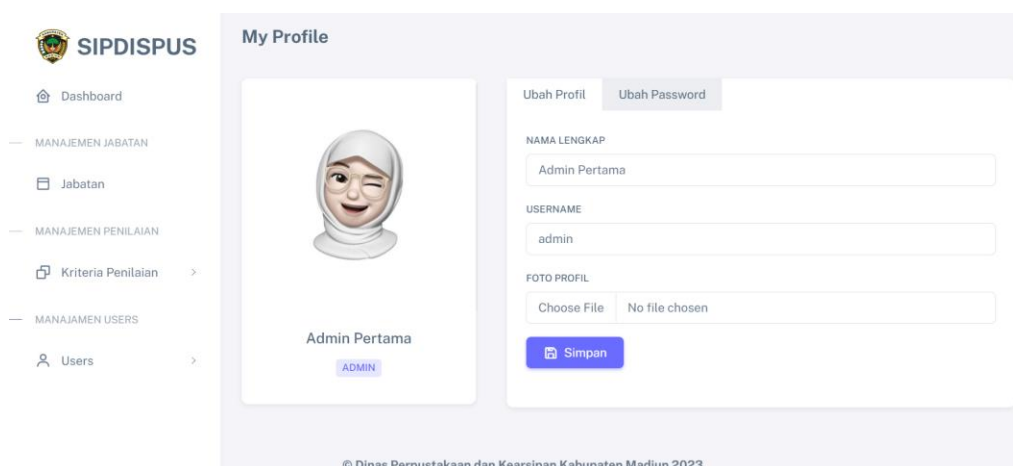 SIPDISPUS
Dashboard
MANAJEMEN JABATAN
Jabatan
MANAJEMEN PENILAIAN
Kriteria Penilaian
MANAJAMEN USERS
Users
My Profile
Admin Pertama
ADMIN
Ubah Profil Ubah Password
NAMA LENGKAP
Admin Pertama
USERNAME
admin
FOTO PROFIL
Choose File No file chosen
Simpan
© Dinas Perpustakaan dan Kearsipan Kabupaten Madiun 2023